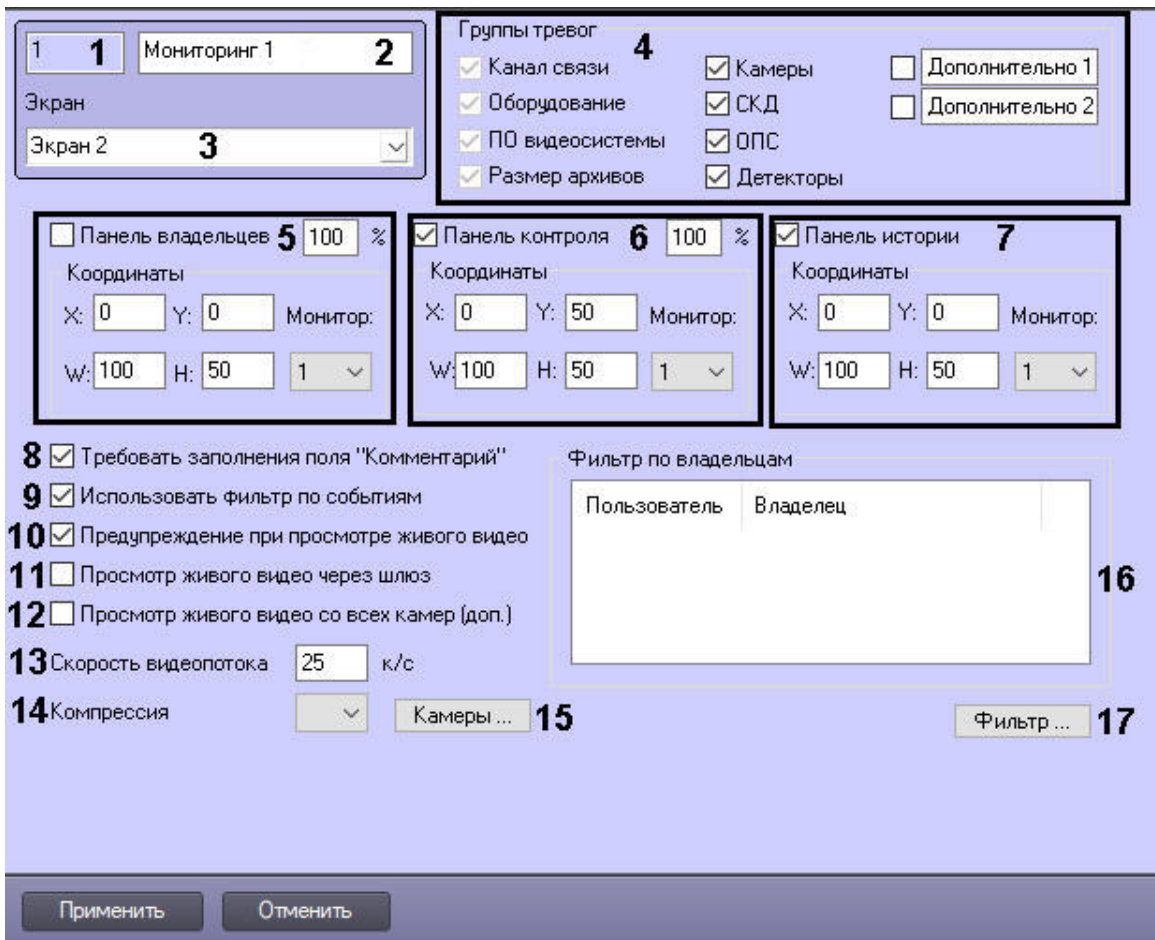 1 1 Мониторинг 1 2
Экран
Экран 2 3
Группы тревог 4
Канал связи Камеры Дополнительно 1
Оборудование СКД Дополнительно 2
ПО видеосистемы ОПС
Размер архивов Детекторы
Панель владельцев 5 100 %
Координаты
X: 0 Y: 0 Монитор:
W: 100 H: 50 1
Панель контроля 6 100 %
Координаты
X: 0 Y: 50 Монитор:
W: 100 H: 50 1
Панель истории 7
Координаты
X: 0 Y: 0 Монитор:
W: 100 H: 50 1
8 Требовать заполнения поля "Комментарий"
9 Использовать фильтр по событиям
10 Предупреждение при просмотре живого видео
11 Просмотр живого видео через шлюз
12 Просмотр живого видео со всех камер (доп.)
13 Скорость видеопотока 25 к/с
14 Компрессия Камеры ... 15
Фильтр по владельцам
Пользователь Владелец
16
Фильтр ... 17
Применить Отменить